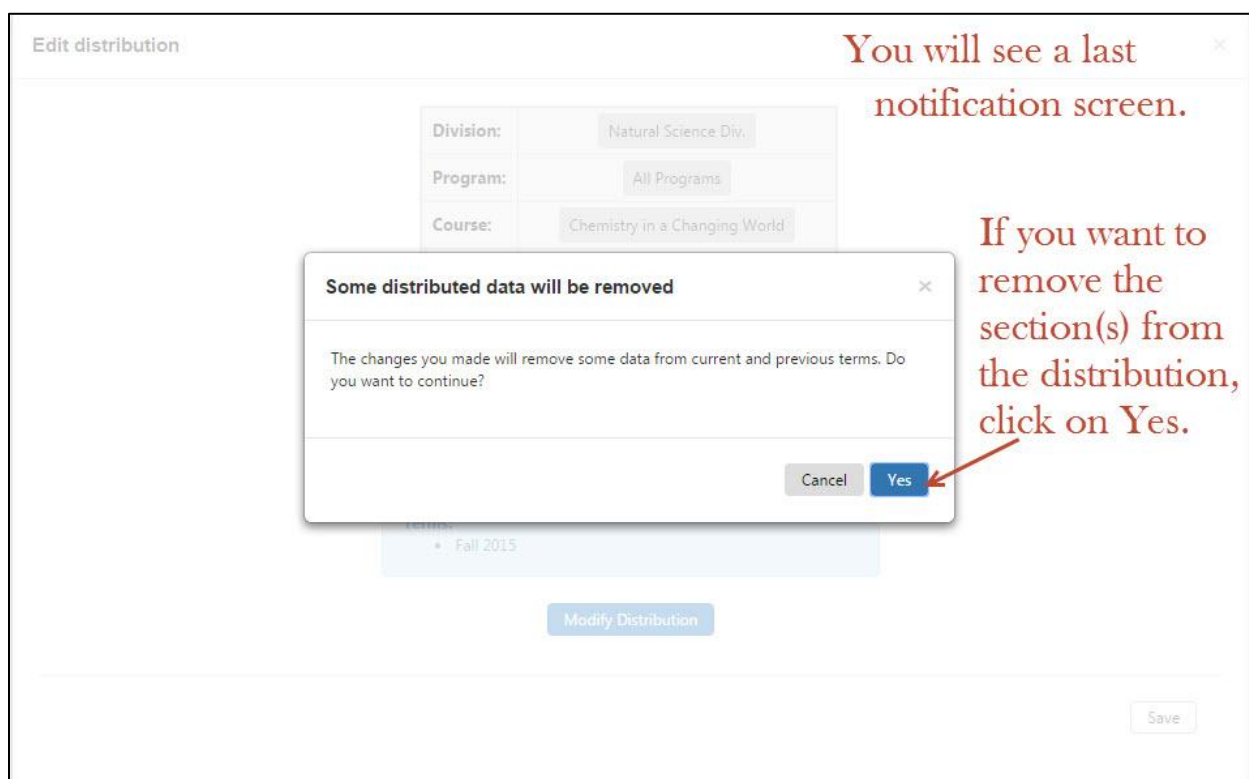 Edit distribution
You will see a last
notification screen.
Division: Natural Science Div.
Program: All Programs
Course: Chemistry in a Changing World
Some distributed data will be removed
The changes you made will remove some data from current and previous terms. Do
you want to continue?
Cancel Yes
If you want to
remove the
section(s) from
the distribution,
click on Yes.
Terms:
• Fall 2015
Modify Distribution
Save